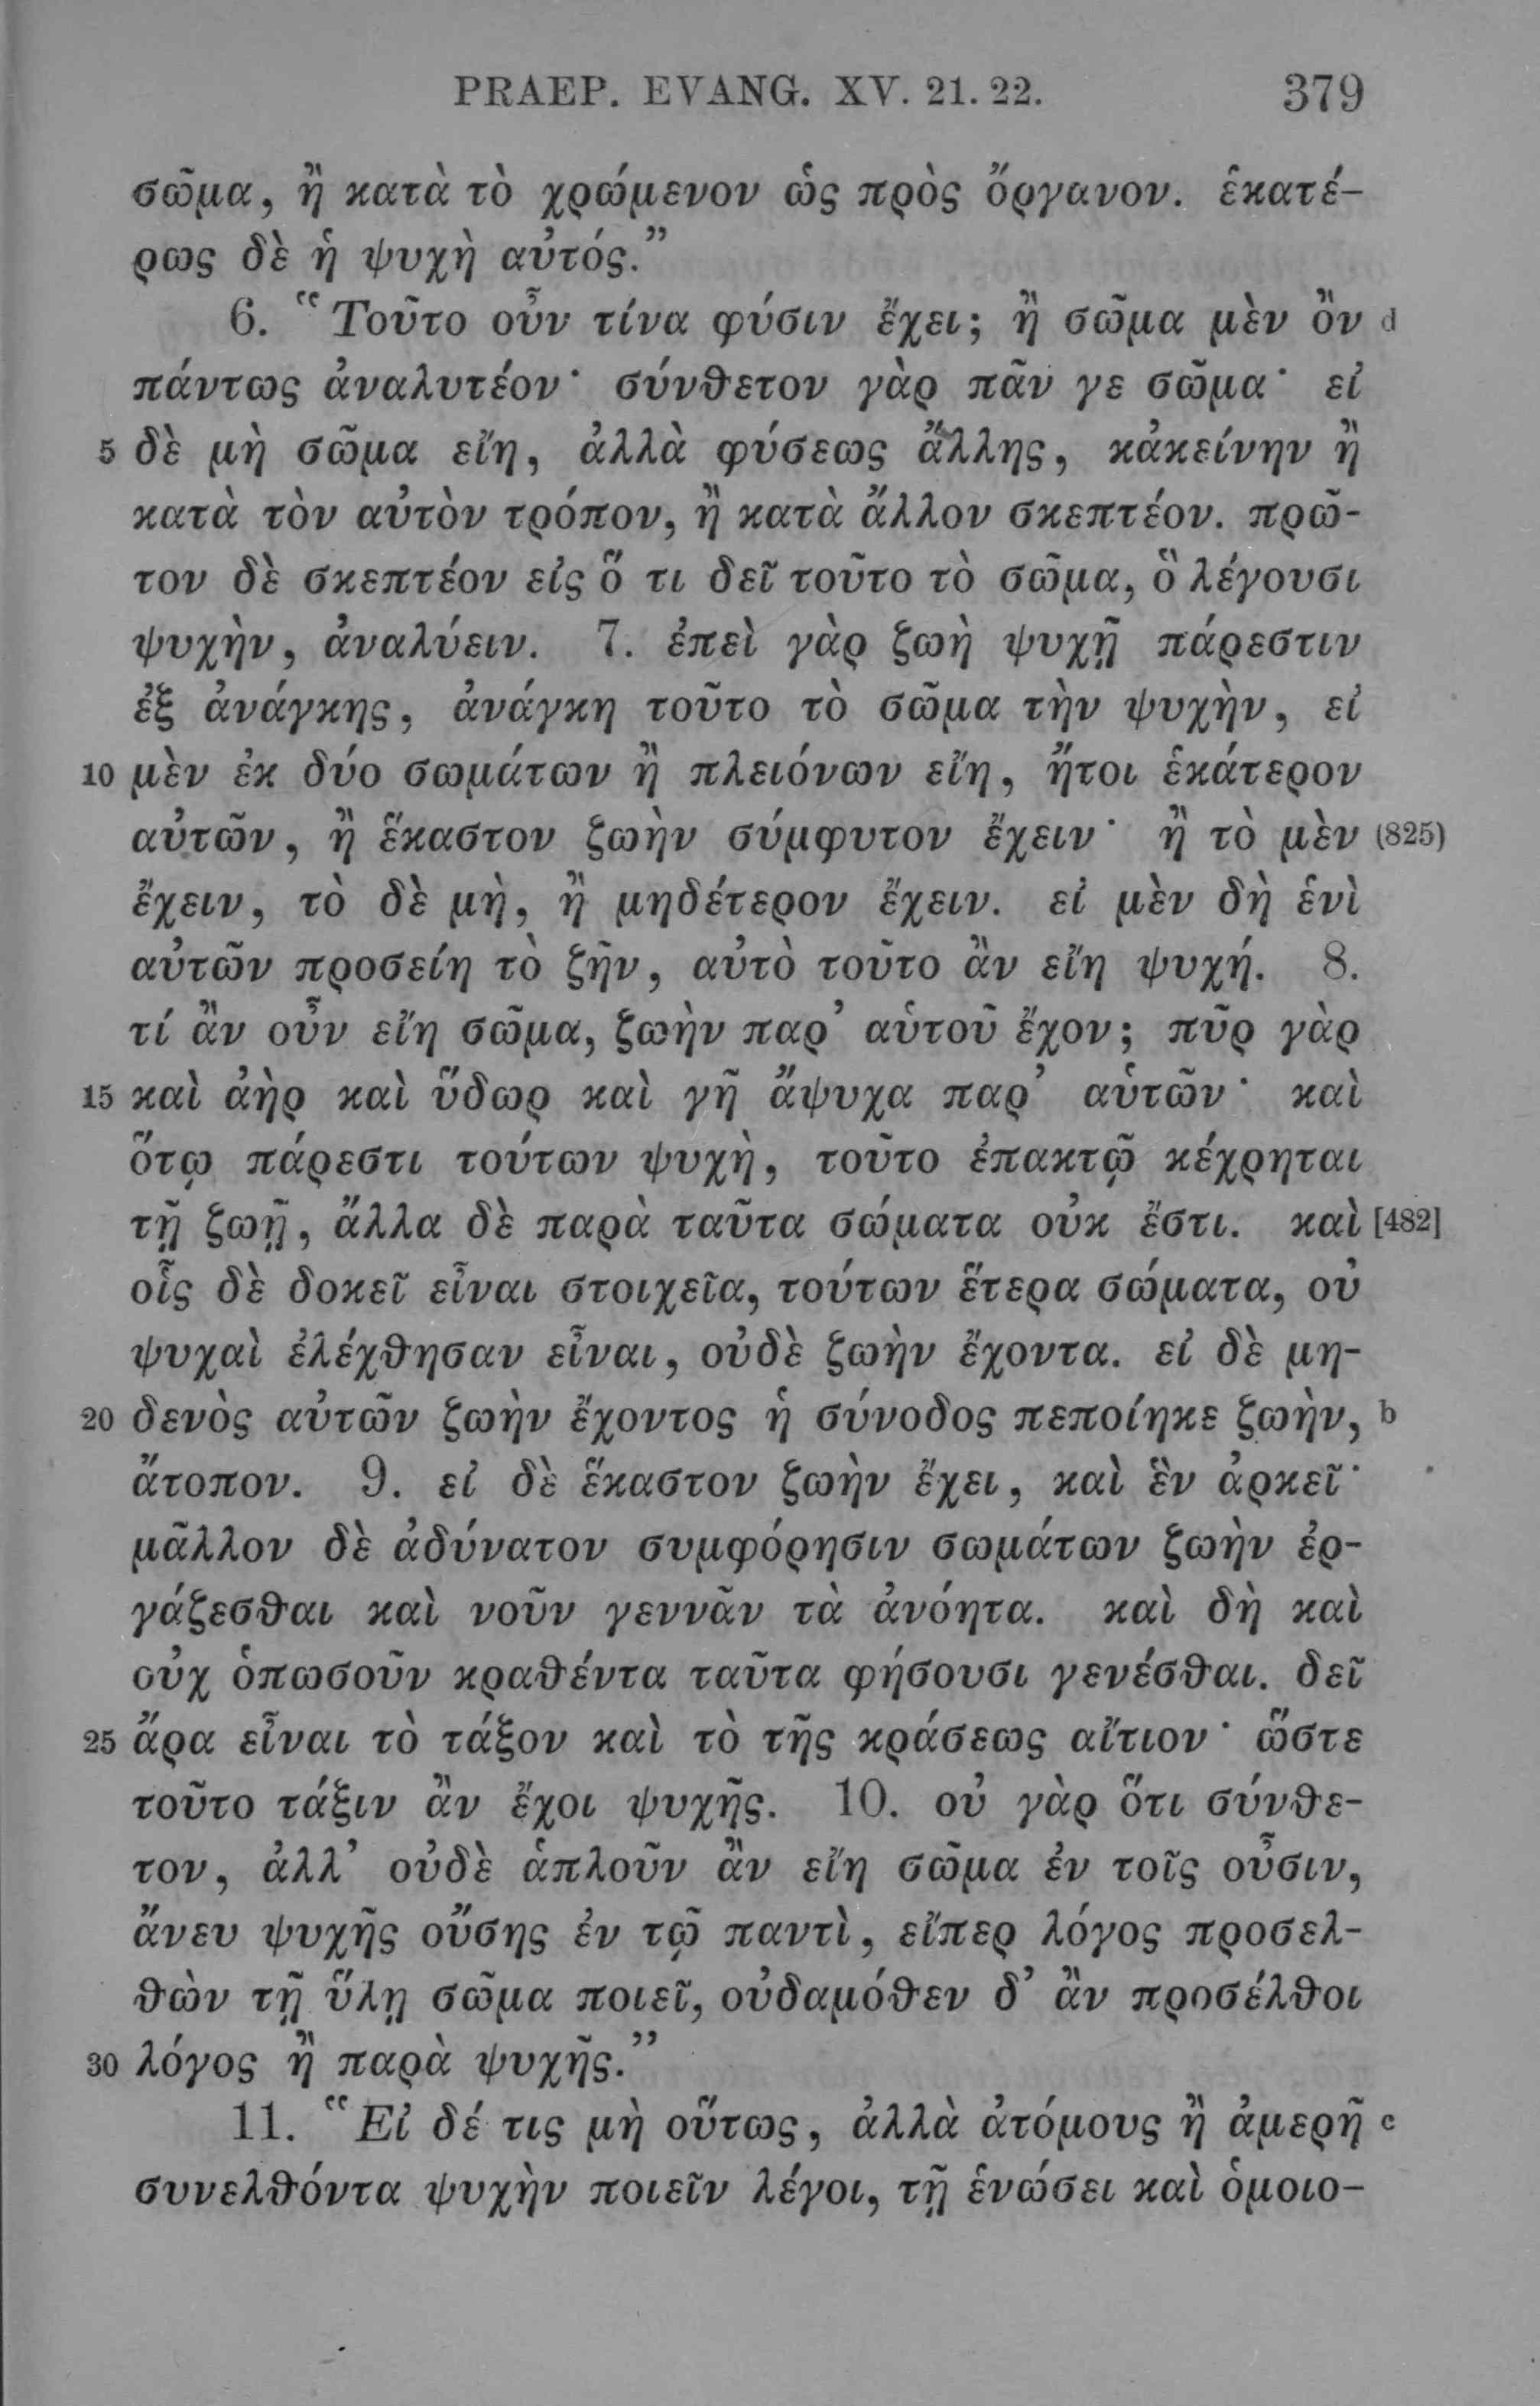 PRAEP. EVANG. XV. 21. 22. 379
σῶμα, ἢ κατὰ τὸ χρώμενον ὡς πρὸς ὄργανον. ἑκατέ-
ρως δὲ ἡ ψυχὴ αὐτός."
6. "Τοῦτο οὖν τίνα φύσιν ἔχει; ἢ σῶμα μὲν ὂν d
πάντως ἀναλυτέον· σύνθετον γὰρ πᾶν γε σῶμα· εἰ
5 δὲ μὴ σῶμα εἴη, ἀλλὰ φύσεως ἄλλης, κἀκείνην ἢ
κατὰ τὸν αὐτὸν τρόπον, ἢ κατὰ ἄλλον σκεπτέον. πρῶ-
τον δὲ σκεπτέον εἰς ὅ τι δεῖ τοῦτο τὸ σῶμα, ὃ λέγουσι
ψυχὴν, ἀναλύειν. 7. ἐπεὶ γὰρ ζωὴ ψυχῇ πάρεστιν
ἐξ ἀνάγκης, ἀνάγκη τοῦτο τὸ σῶμα τὴν ψυχὴν, εἰ
10 μὲν ἐκ δύο σωμάτων ἢ πλειόνων εἴη, ἤτοι ἑκάτερον
αὐτῶν, ἢ ἕκαστον ζωὴν σύμφυτον ἔχειν· ἢ τὸ μὲν (825)
ἔχειν, τὸ δὲ μὴ, ἢ μηδέτερον ἔχειν. εἰ μὲν δὴ ἑνὶ
αὐτῶν προσείη τὸ ζῆν, αὐτὸ τοῦτο ἂν εἴη ψυχή. 8.
τί ἂν οὖν εἴη σῶμα, ζωὴν παρ’ αὑτοῦ ἔχον; πῦρ γὰρ
15 καὶ ἀὴρ καὶ ὕδωρ καὶ γῆ ἄψυχα παρ’ αὑτῶν· καὶ
ὅτῳ πάρεστι τούτων ψυχὴ, τοῦτο ἐπακτῷ κέχρηται
τῇ ζωῇ, ἄλλα δὲ παρὰ ταῦτα σώματα οὐκ ἔστι. καὶ [482]
οἷς δὲ δοκεῖ εἶναι στοιχεῖα, τούτων ἕτερα σώματα, οὐ
ψυχαὶ ἐλέχθησαν εἶναι, οὐδὲ ζωὴν ἔχοντα. εἰ δὲ μη-
20 δενὸς αὐτῶν ζωὴν ἔχοντος ἡ σύνοδος πεποίηκε ζωὴν, b
ἄτοπον. 9. εἰ δὲ ἕκαστον ζωὴν ἔχει, καὶ ἓν ἀρκεῖ·
μᾶλλον δὲ ἀδύνατον συμφόρησιν σωμάτων ζωὴν ἐρ-
γάζεσθαι καὶ νοῦν γεννᾶν τὰ ἀνόητα. καὶ δὴ καὶ
οὐχ ὁπωσοῦν κραθέντα ταῦτα φήσουσι γενέσθαι. δεῖ
25 ἄρα εἶναι τὸ τάξον καὶ τὸ τῆς κράσεως αἴτιον· ὥστε
τοῦτο τάξιν ἂν ἔχοι ψυχῆς. 10. οὐ γὰρ ὅτι σύνθε-
τον, ἀλλ’ οὐδὲ ἁπλοῦν ἂν εἴη σῶμα ἐν τοῖς οὖσιν,
ἄνευ ψυχῆς οὔσης ἐν τῷ παντὶ, εἴπερ λόγος προσελ-
θὼν τῇ ὕλῃ σῶμα ποιεῖ, οὐδαμόθεν δ’ ἂν προσέλθοι
30 λόγος ἢ παρὰ ψυχῆς."
11. "Εἰ δέ τις μὴ οὕτως, ἀλλὰ ἀτόμους ἢ ἀμερῆ c
συνελθόντα ψυχὴν ποιεῖν λέγοι, τῇ ἑνώσει καὶ ὁμοιο-